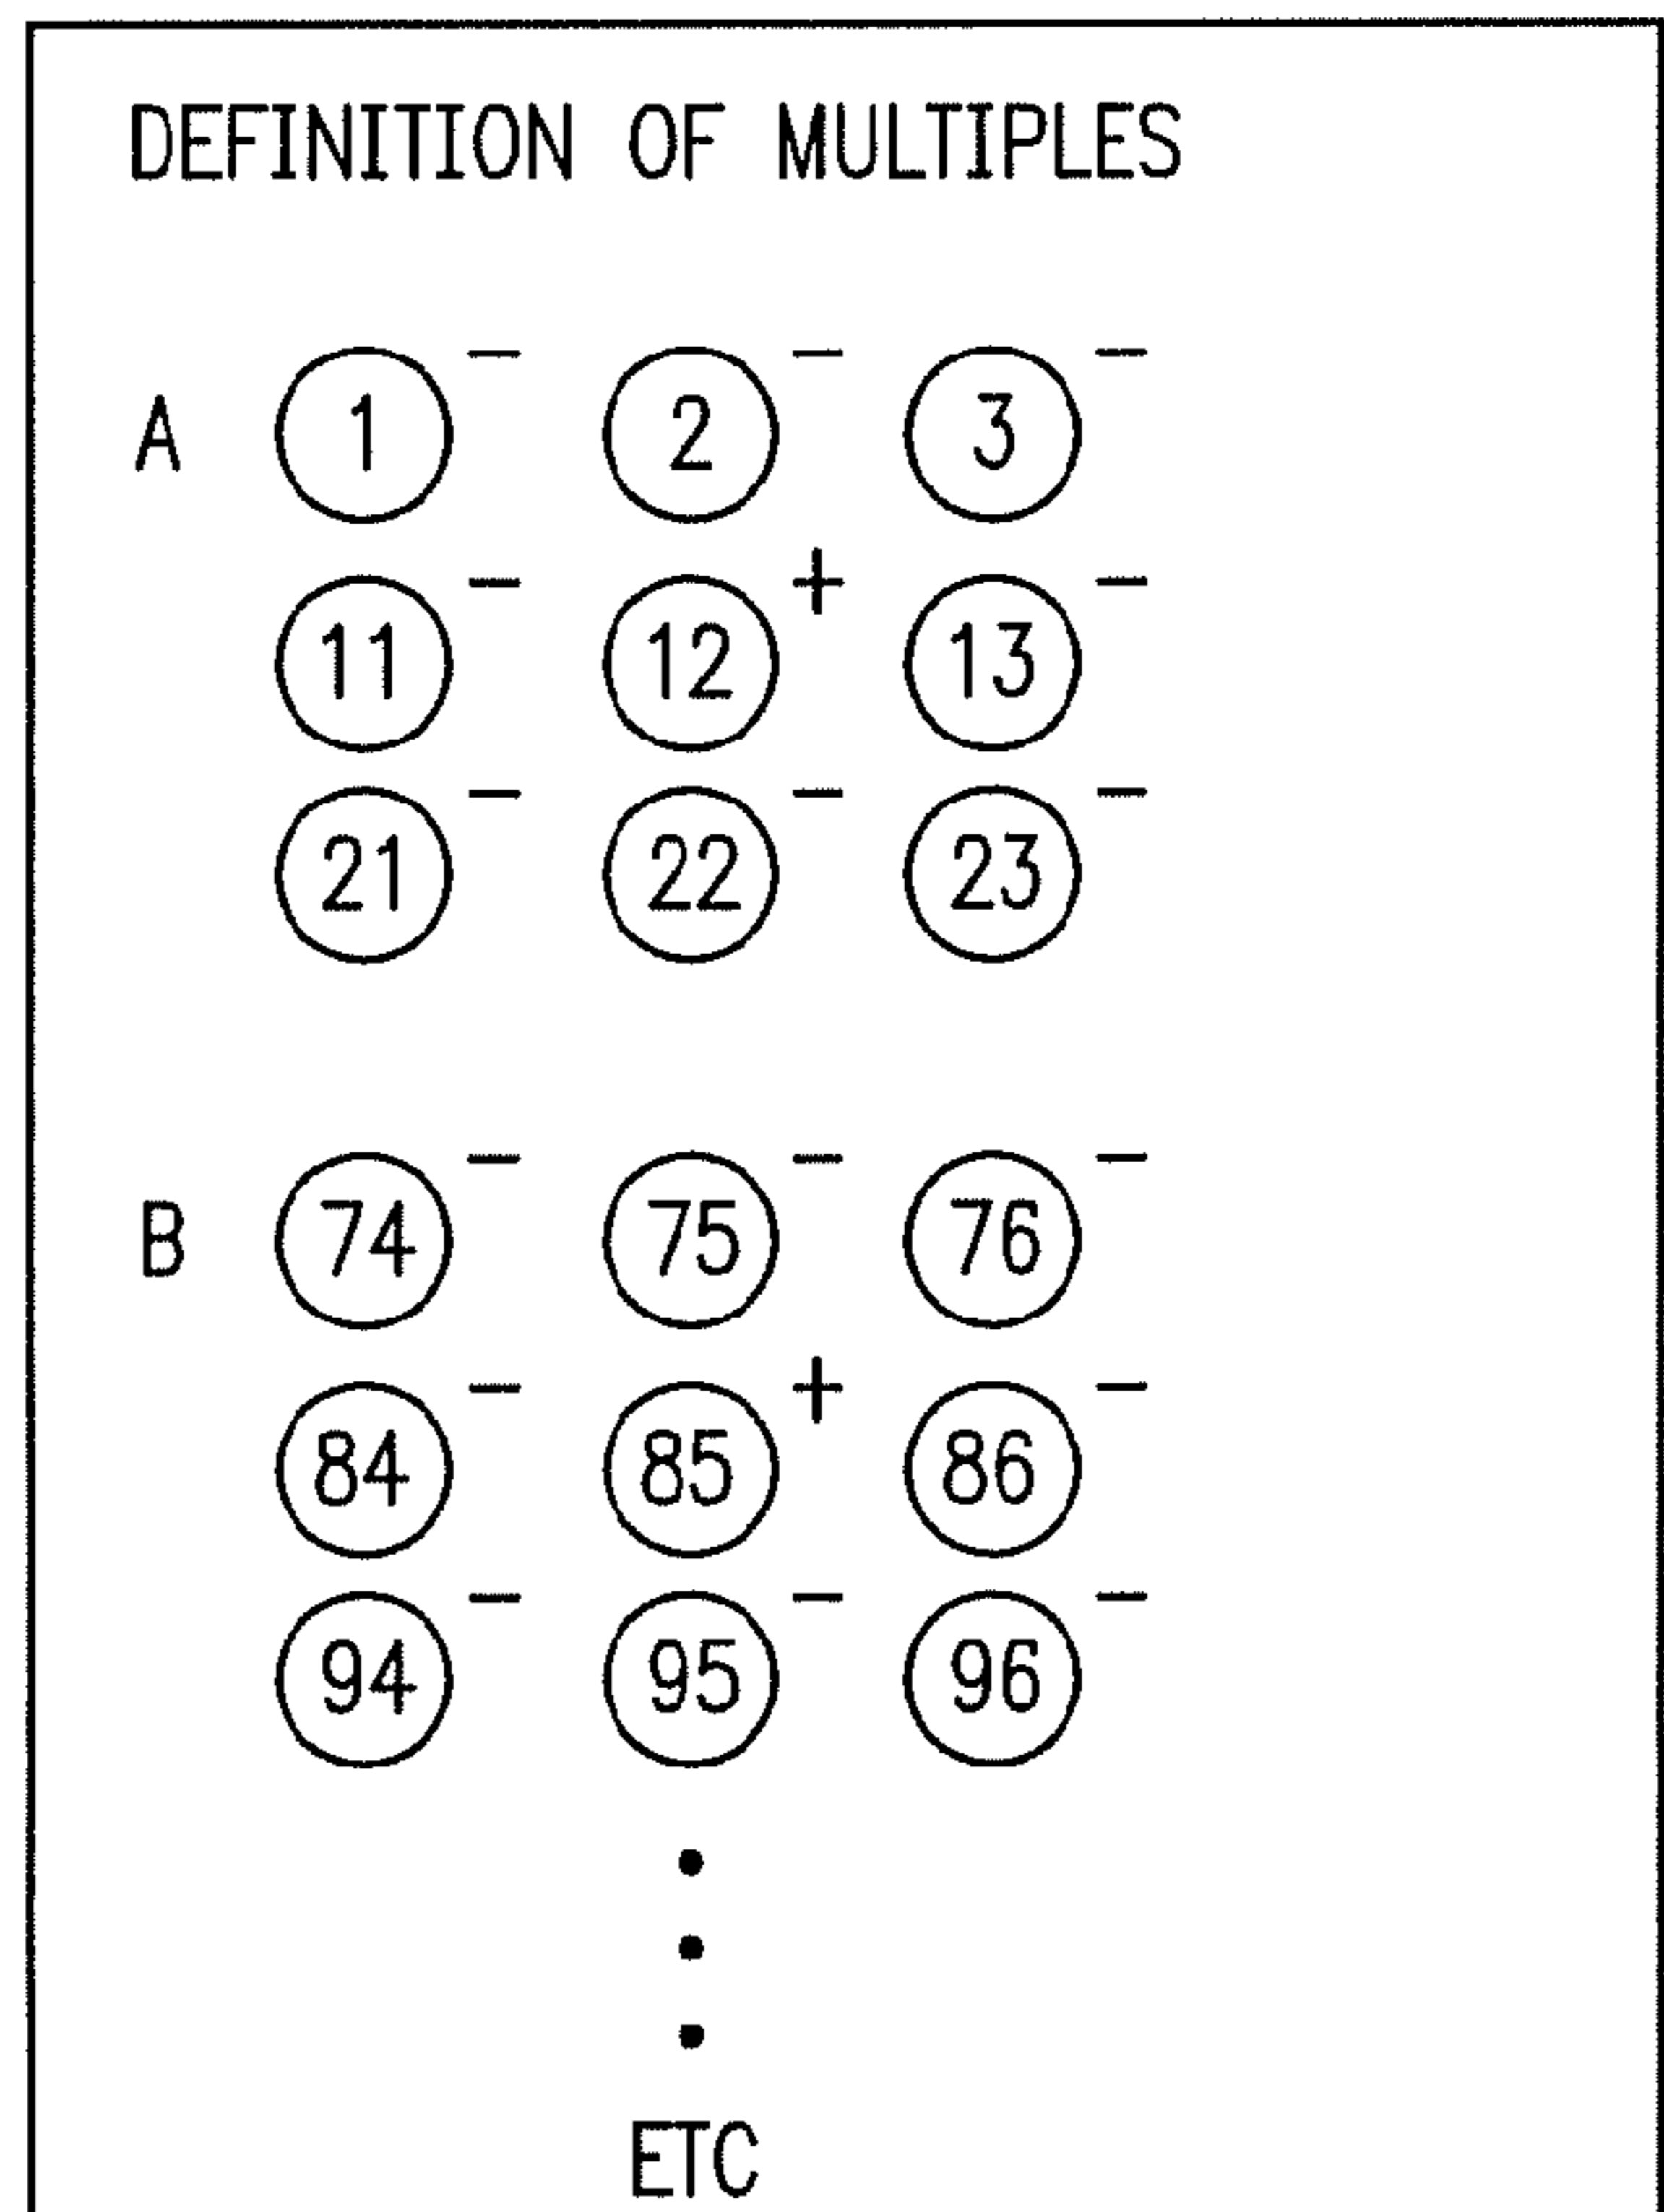 DEFINITION OF MULTIPLES
A 1 - 2 - 3 -
11 - 12 + 13 -
21 - 22 - 23 -
B 74 - 75 - 76 -
84 - 85 + 86 -
94 - 95 - 96 -
ETC